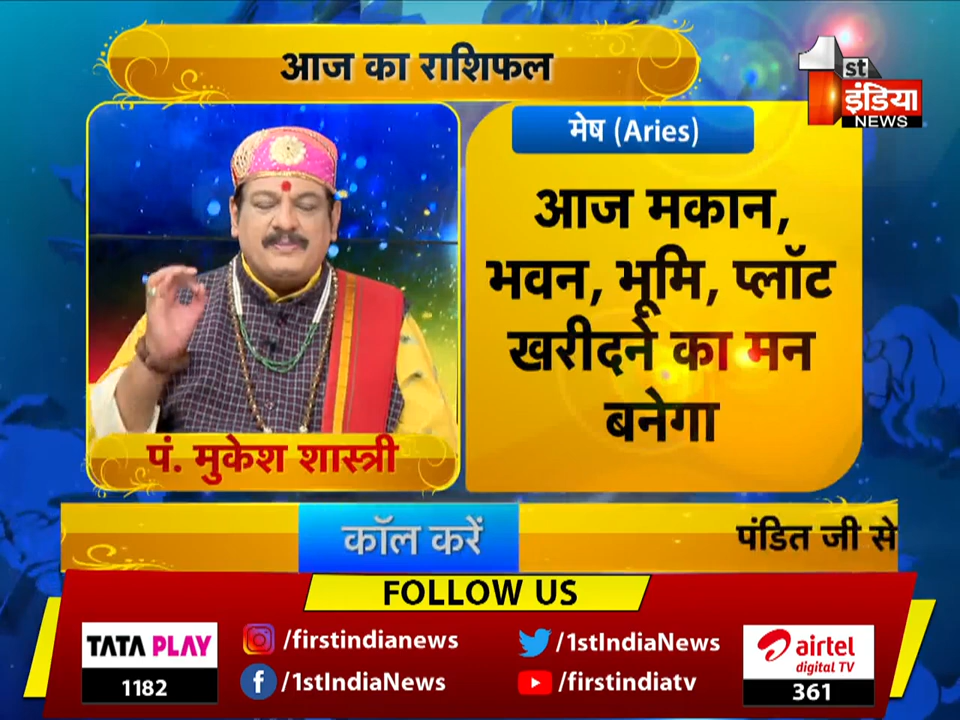 आज का राशिफल
1st
इंडिया
NEWS
मेष (Aries)
आज मकान,
भवन, भूमि, प्लॉट
खरीदने का मन
बनेगा
पं. मुकेश शास्त्री
कॉल करें
पंडित जी से
FOLLOW US
TATA PLAY
1182
/firstindianews
/1stIndiaNews
/1stIndiaNews
/firstindiatv
airtel
digital TV
361